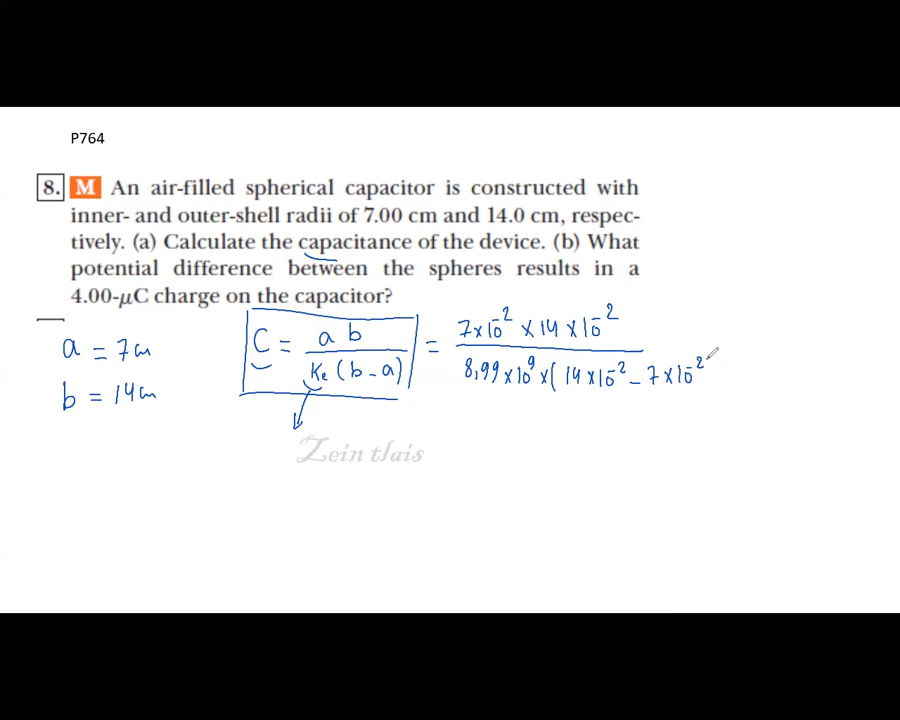 P764
8. M An air-filled spherical capacitor is constructed with
inner- and outer-shell radii of 7.00 cm and 14.0 cm, respec-
tively. (a) Calculate the capacitance of the device. (b) What
potential difference between the spheres results in a
4.00-μC charge on the capacitor?
a = 7cm
b = 14cm
C = a b / Ke (b - a) = 7×10⁻² × 14×10⁻² / 8,99×10⁹×(14×10⁻² - 7×10⁻²
Zein tlais